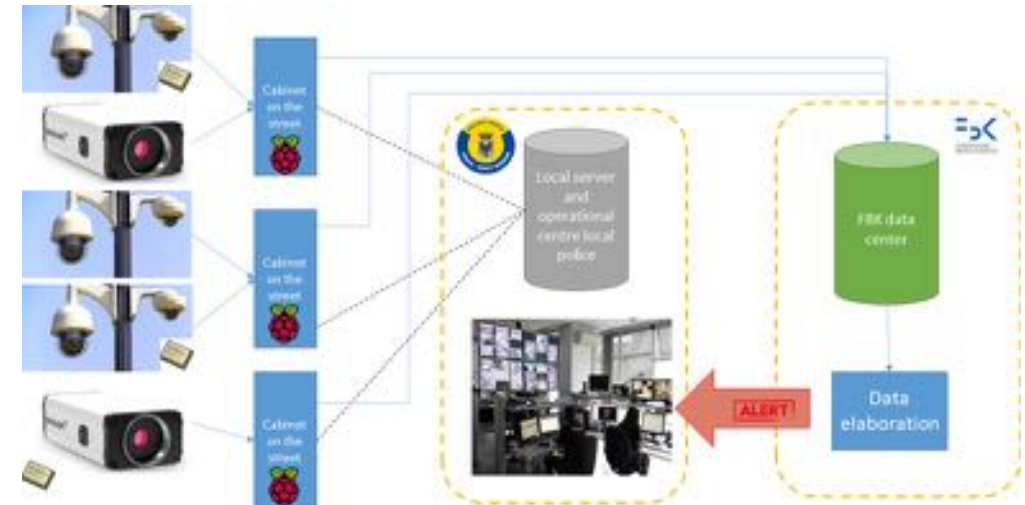 Cabinet
on the
street
Cabinet
on the
street
Cabinet
on the
street
Local server
and
operational
centre local
police
FBK data
center
ALERT
Data
elaboration